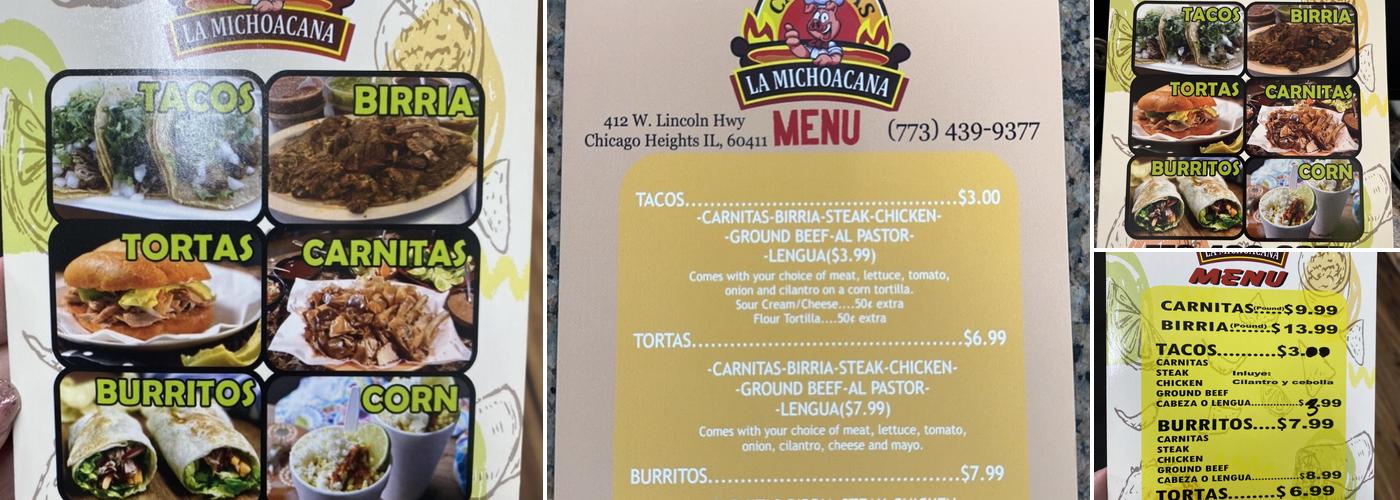 LA MICHOACANA
TACOS
BIRRIA
TORTAS
CARNITAS
BURRITOS
CORN
LA MICHOACANA
412 W. Lincoln Hwy
Chicago Heights IL, 60411
MENU
(773) 439-9377
TACOS...............................................$3.00
-CARNITAS-BIRRIA-STEAK-CHICKEN-
-GROUND BEEF-AL PASTOR-
-LENGUA($3.99)
Comes with your choice of meat, lettuce, tomato,
onion and cilantro on a corn tortilla.
Sour Cream/Cheese....50¢ extra
Flour Tortilla....50¢ extra
TORTAS...............................................$6.99
-CARNITAS-BIRRIA-STEAK-CHICKEN-
-GROUND BEEF-AL PASTOR-
-LENGUA($7.99)
Comes with your choice of meat, lettuce, tomato,
onion, cilantro, cheese and mayo.
BURRITOS...........................................$7.99
TACOS
BIRRIA
TORTAS
CARNITAS
BURRITOS
CORN
MENU
CARNITAS(Pound)....$9.99
BIRRIA(Pound)....$13.99
TACOS..........$3.00
CARNITAS
STEAK Inluye:
CHICKEN Cilantro y cebolla
GROUND BEEF
CABEZA O LENGUA............$3.99
BURRITOS....$7.99
CARNITAS
STEAK
CHICKEN
GROUND BEEF
CABEZA O LENGUA............$8.99
TORTAS......$6.99